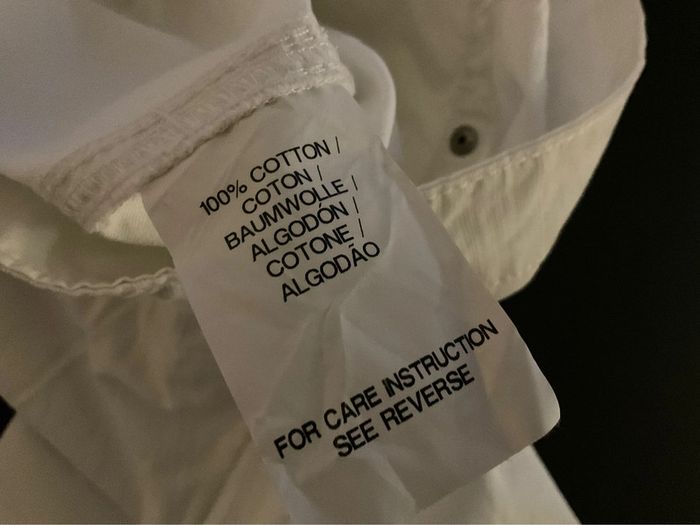 100% COTTON /
COTON /
BAUMWOLLE /
ALGODÓN /
COTONE /
ALGODÃO
FOR CARE INSTRUCTION
SEE REVERSE